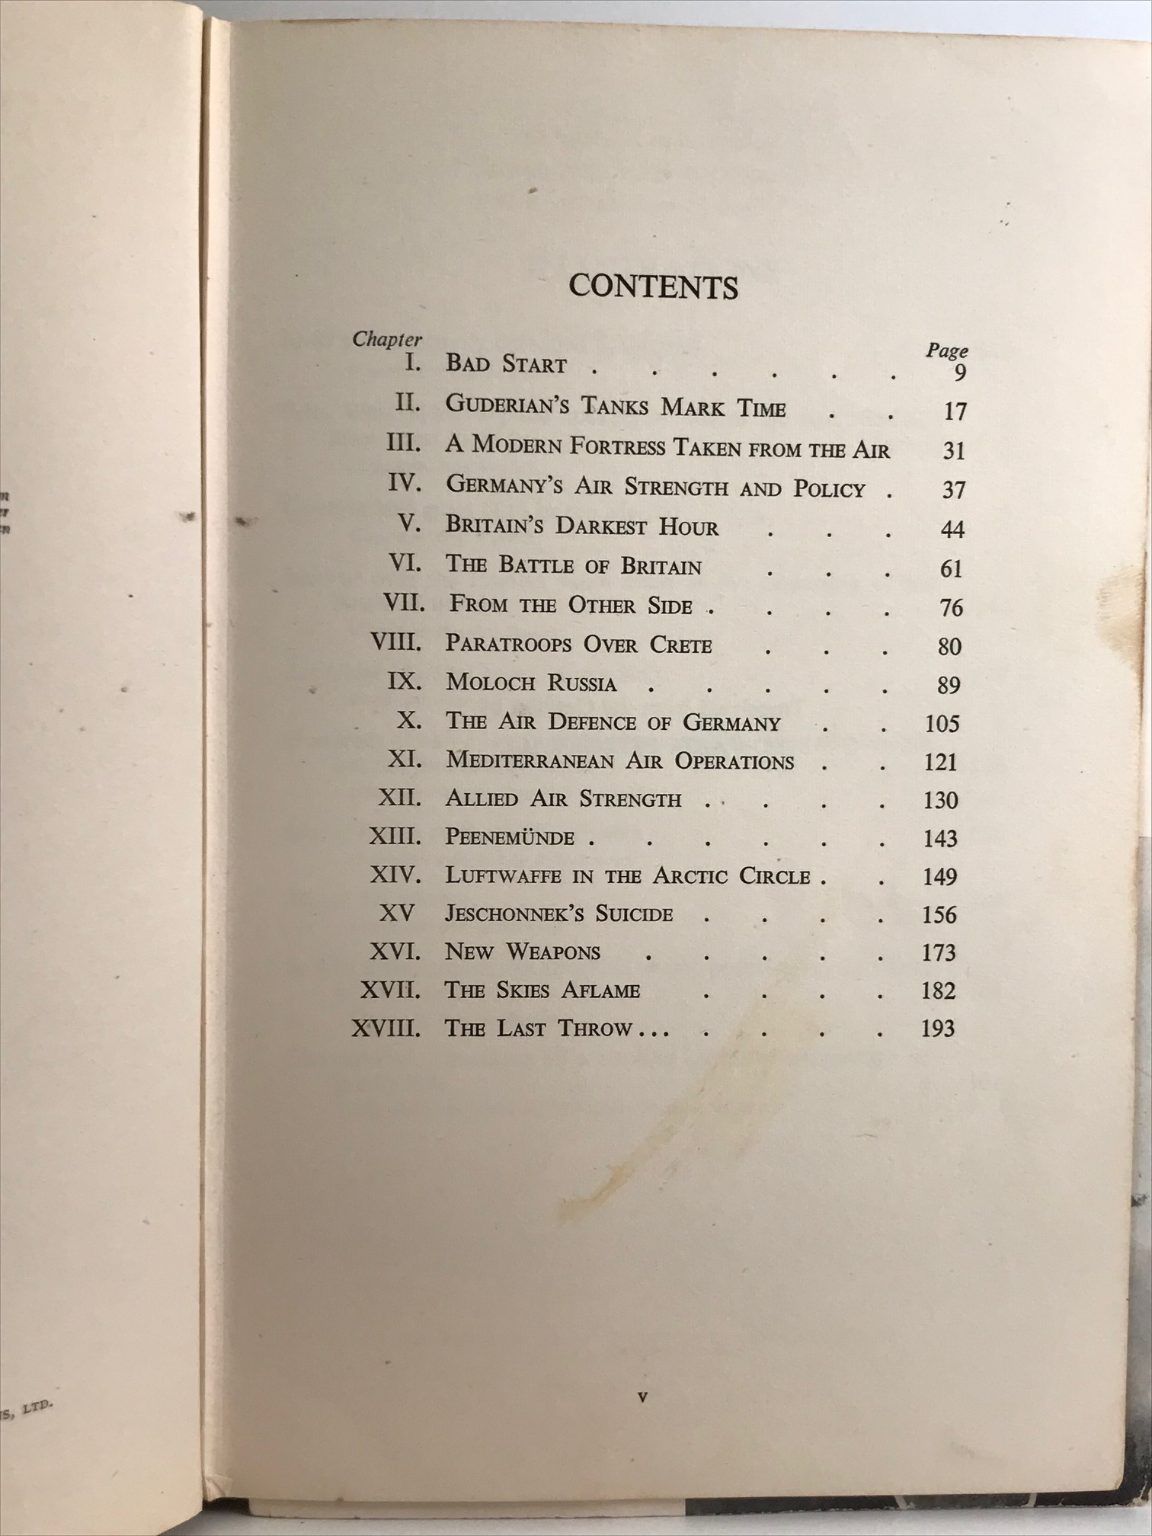 CONTENTS
Chapter
Page
I. BAD START . . . . . . 9
II. GUDERIAN'S TANKS MARK TIME . . 17
III. A MODERN FORTRESS TAKEN FROM THE AIR 31
IV. GERMANY'S AIR STRENGTH AND POLICY . 37
V. BRITAIN'S DARKEST HOUR . . . 44
VI. THE BATTLE OF BRITAIN . . . 61
VII. FROM THE OTHER SIDE . . . . 76
VIII. PARATROOPS OVER CRETE . . . 80
IX. MOLOCH RUSSIA . . . . . 89
X. THE AIR DEFENCE OF GERMANY . . 105
XI. MEDITERRANEAN AIR OPERATIONS . . 121
XII. ALLIED AIR STRENGTH . . . . 130
XIII. PEENEMÜNDE . . . . . . 143
XIV. LUFTWAFFE IN THE ARCTIC CIRCLE . . 149
XV JESCHONNEK'S SUICIDE . . . . 156
XVI. NEW WEAPONS . . . . . 173
XVII. THE SKIES AFLAME . . . . 182
XVIII. THE LAST THROW... . . . . 193
v
LTD.